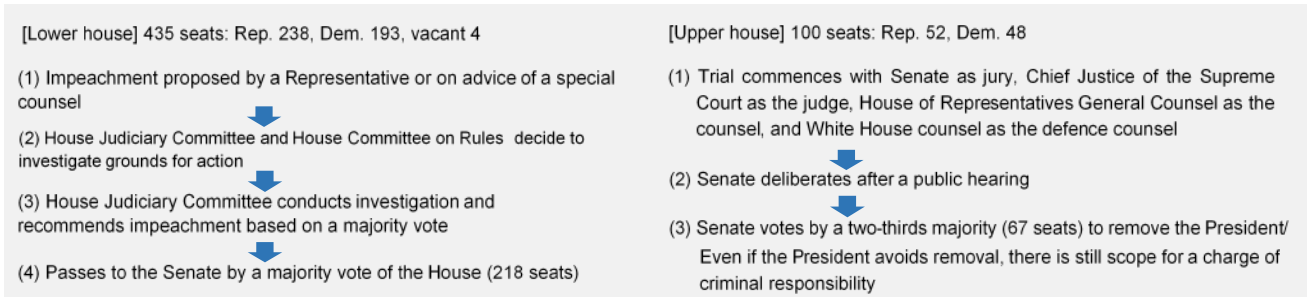 [Lower house] 435 seats: Rep. 238, Dem. 193, vacant 4
(1) Impeachment proposed by a Representative or on advice of a special
counsel
(2) House Judiciary Committee and House Committee on Rules decide to
investigate grounds for action
(3) House Judiciary Committee conducts investigation and
recommends impeachment based on a majority vote
(4) Passes to the Senate by a majority vote of the House (218 seats)
[Upper house] 100 seats: Rep. 52, Dem. 48
(1) Trial commences with Senate as jury, Chief Justice of the Supreme
Court as the judge, House of Representatives General Counsel as the
counsel, and White House counsel as the defence counsel
(2) Senate deliberates after a public hearing
(3) Senate votes by a two-thirds majority (67 seats) to remove the President/
Even if the President avoids removal, there is still scope for a charge of
criminal responsibility